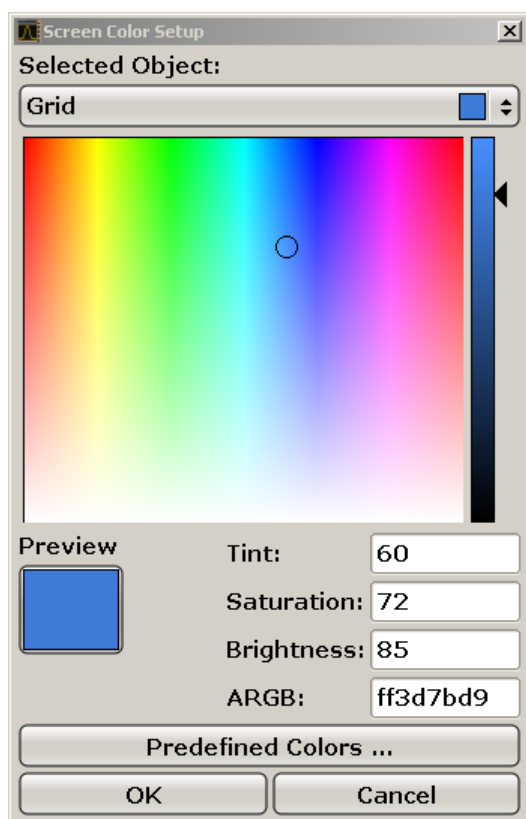 Screen Color Setup
Selected Object:
Grid
Preview
Tint: 60
Saturation: 72
Brightness: 85
ARGB: ff3d7bd9
Predefined Colors ...
OK Cancel